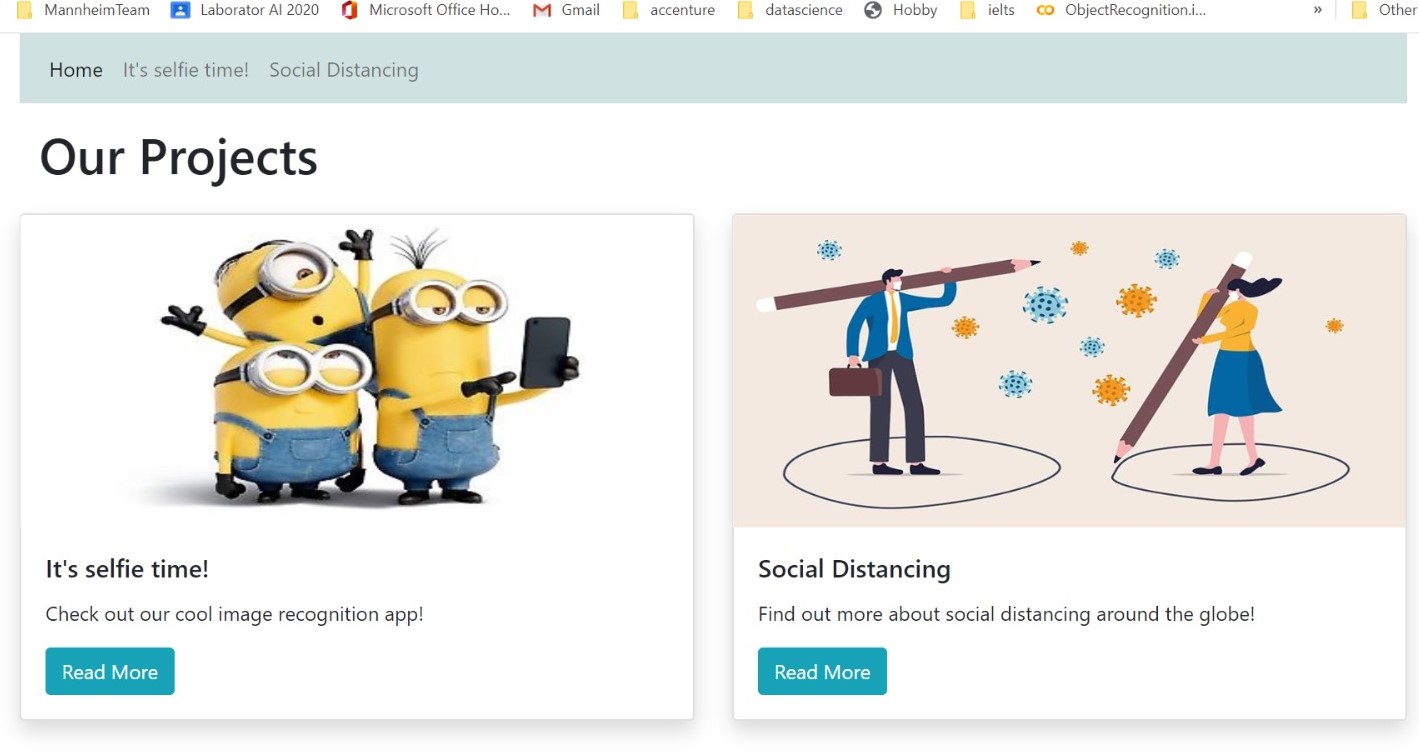 MannheimTeam Laborator AI 2020 Microsoft Office Ho... Gmail accenture datascience Hobby ielts ObjectRecognition.i... » Other
Home It's selfie time! Social Distancing
Our Projects
It's selfie time!
Check out our cool image recognition app!
Read More
Social Distancing
Find out more about social distancing around the globe!
Read More